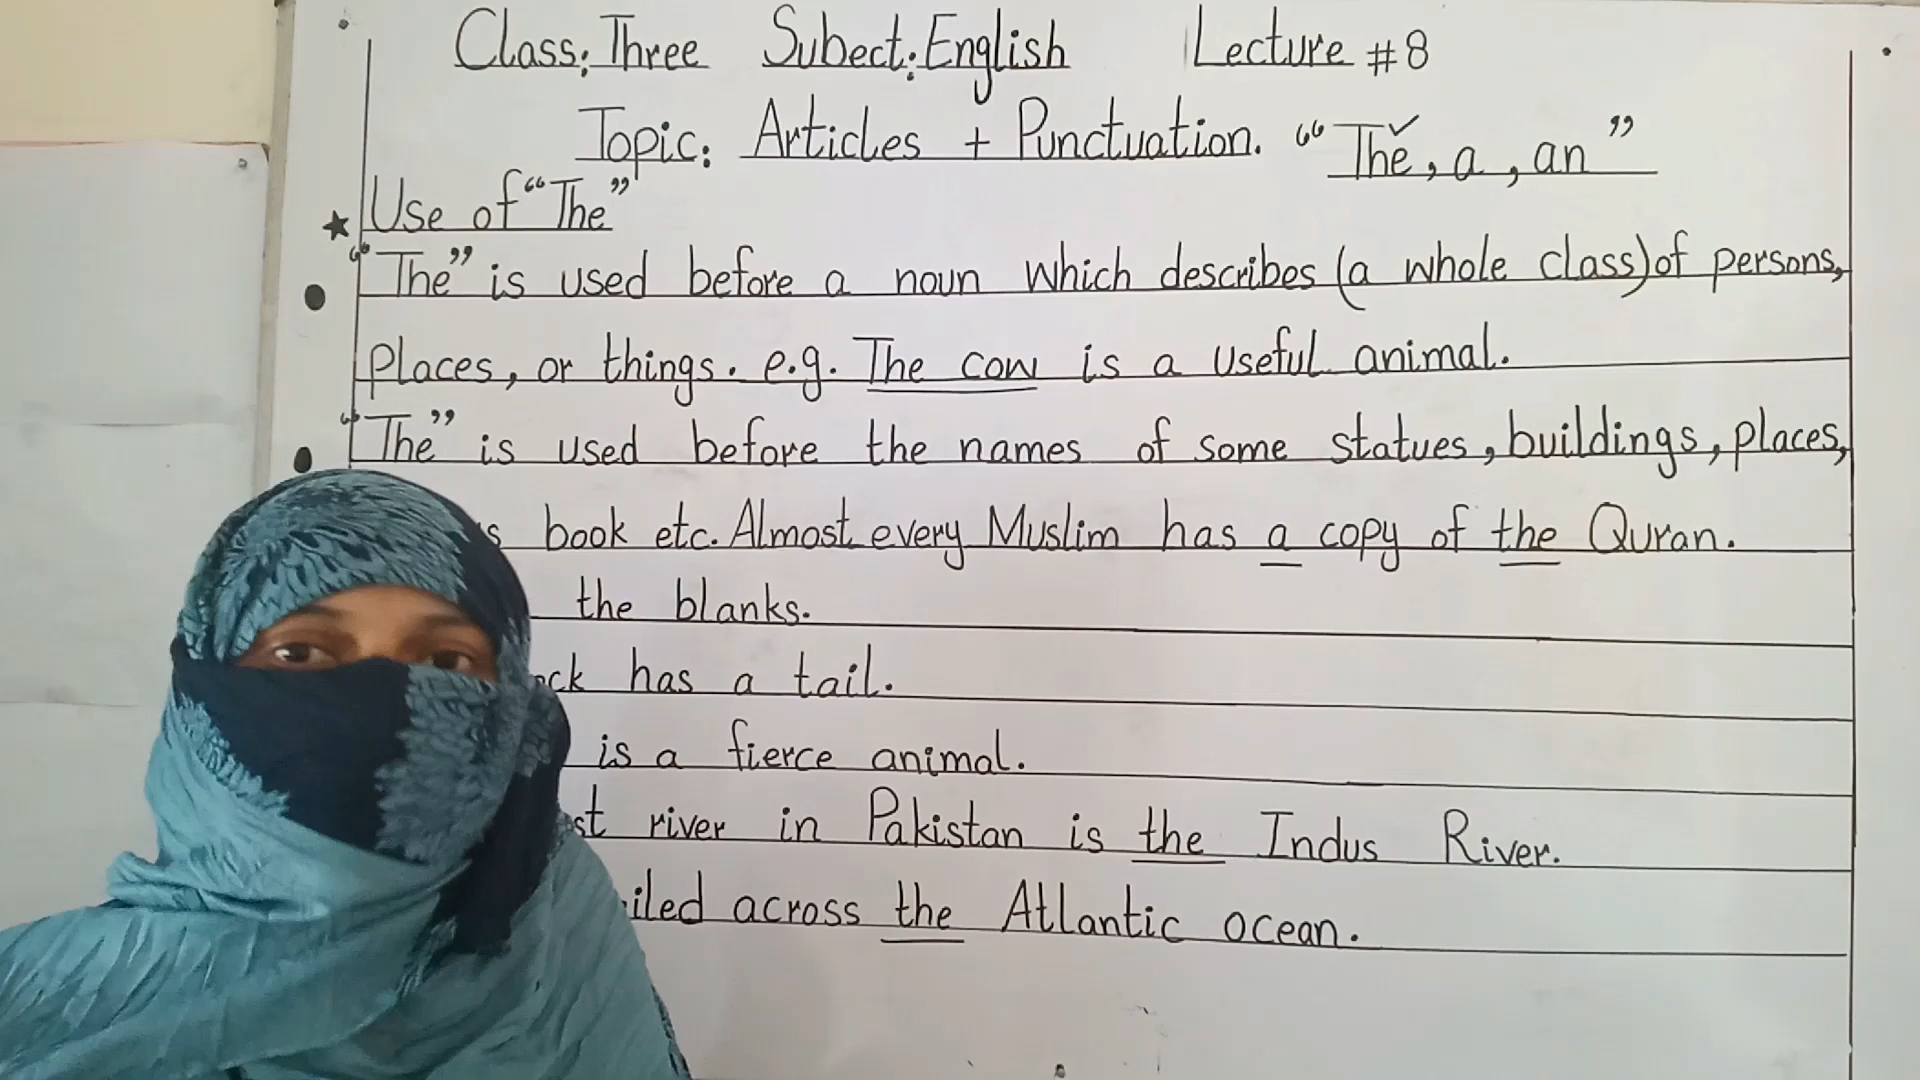 Class: Three Subect: English Lecture #8
Topic: Articles + Punctuation. "The, a, an"
Use of "The"
"The" is used before a noun which describes (a whole class) of persons,
places, or things. e.g. The cow is a useful animal.
"The" is used before the names of some statues, buildings, places,
book etc. Almost every Muslim has a copy of the Quran.
the blanks.
has a tail.
is a fierce animal.
river in Pakistan is the Indus River.
across the Atlantic ocean.